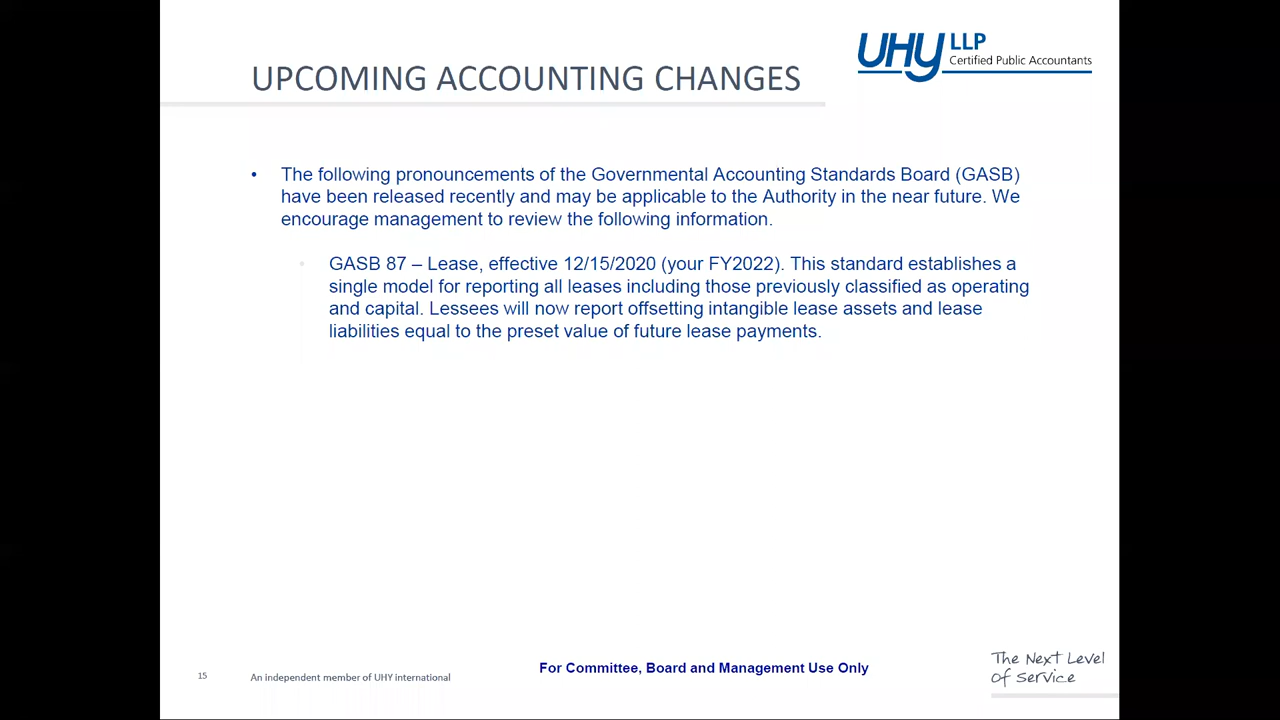 UHY LLP
Certified Public Accountants
UPCOMING ACCOUNTING CHANGES
• The following pronouncements of the Governmental Accounting Standards Board (GASB)
have been released recently and may be applicable to the Authority in the near future. We
encourage management to review the following information.
• GASB 87 – Lease, effective 12/15/2020 (your FY2022). This standard establishes a
single model for reporting all leases including those previously classified as operating
and capital. Lessees will now report offsetting intangible lease assets and lease
liabilities equal to the preset value of future lease payments.
15
An independent member of UHY international
For Committee, Board and Management Use Only
The Next Level
Of Service